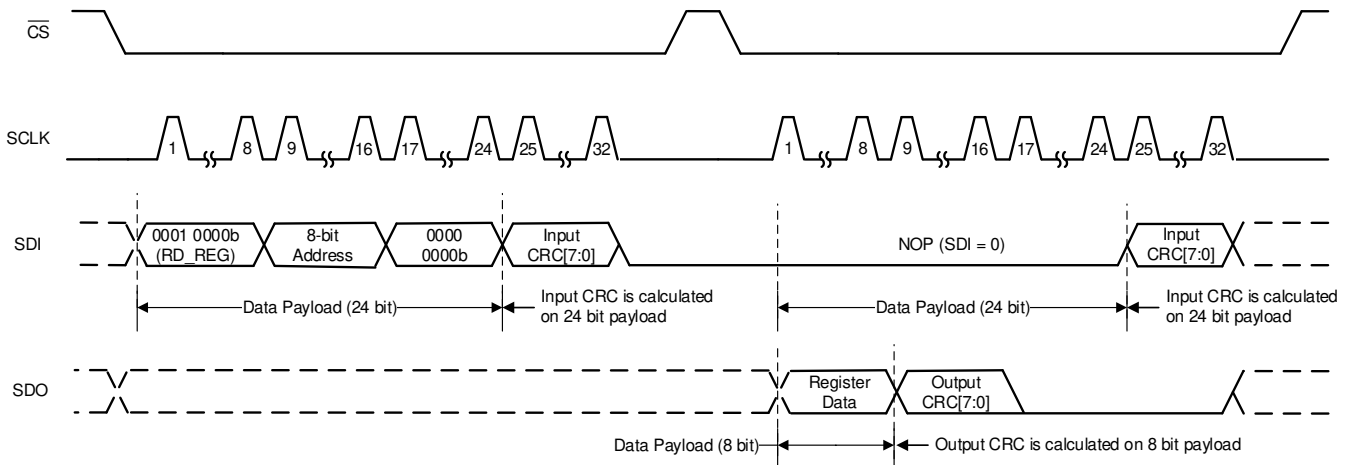 CS
SCLK
1 8 9 16 17 24 25 32 1 8 9 16 17 24 25 32
SDI
0001 0000b
(RD_REG)
8-bit
Address
0000
0000b
Input
CRC[7:0]
NOP (SDI = 0)
Input
CRC[7:0]
Data Payload (24 bit)
Input CRC is calculated
on 24 bit payload
Data Payload (24 bit)
Input CRC is calculated
on 24 bit payload
SDO
Register
Data
Output
CRC[7:0]
Data Payload (8 bit)
Output CRC is calculated on 8 bit payload